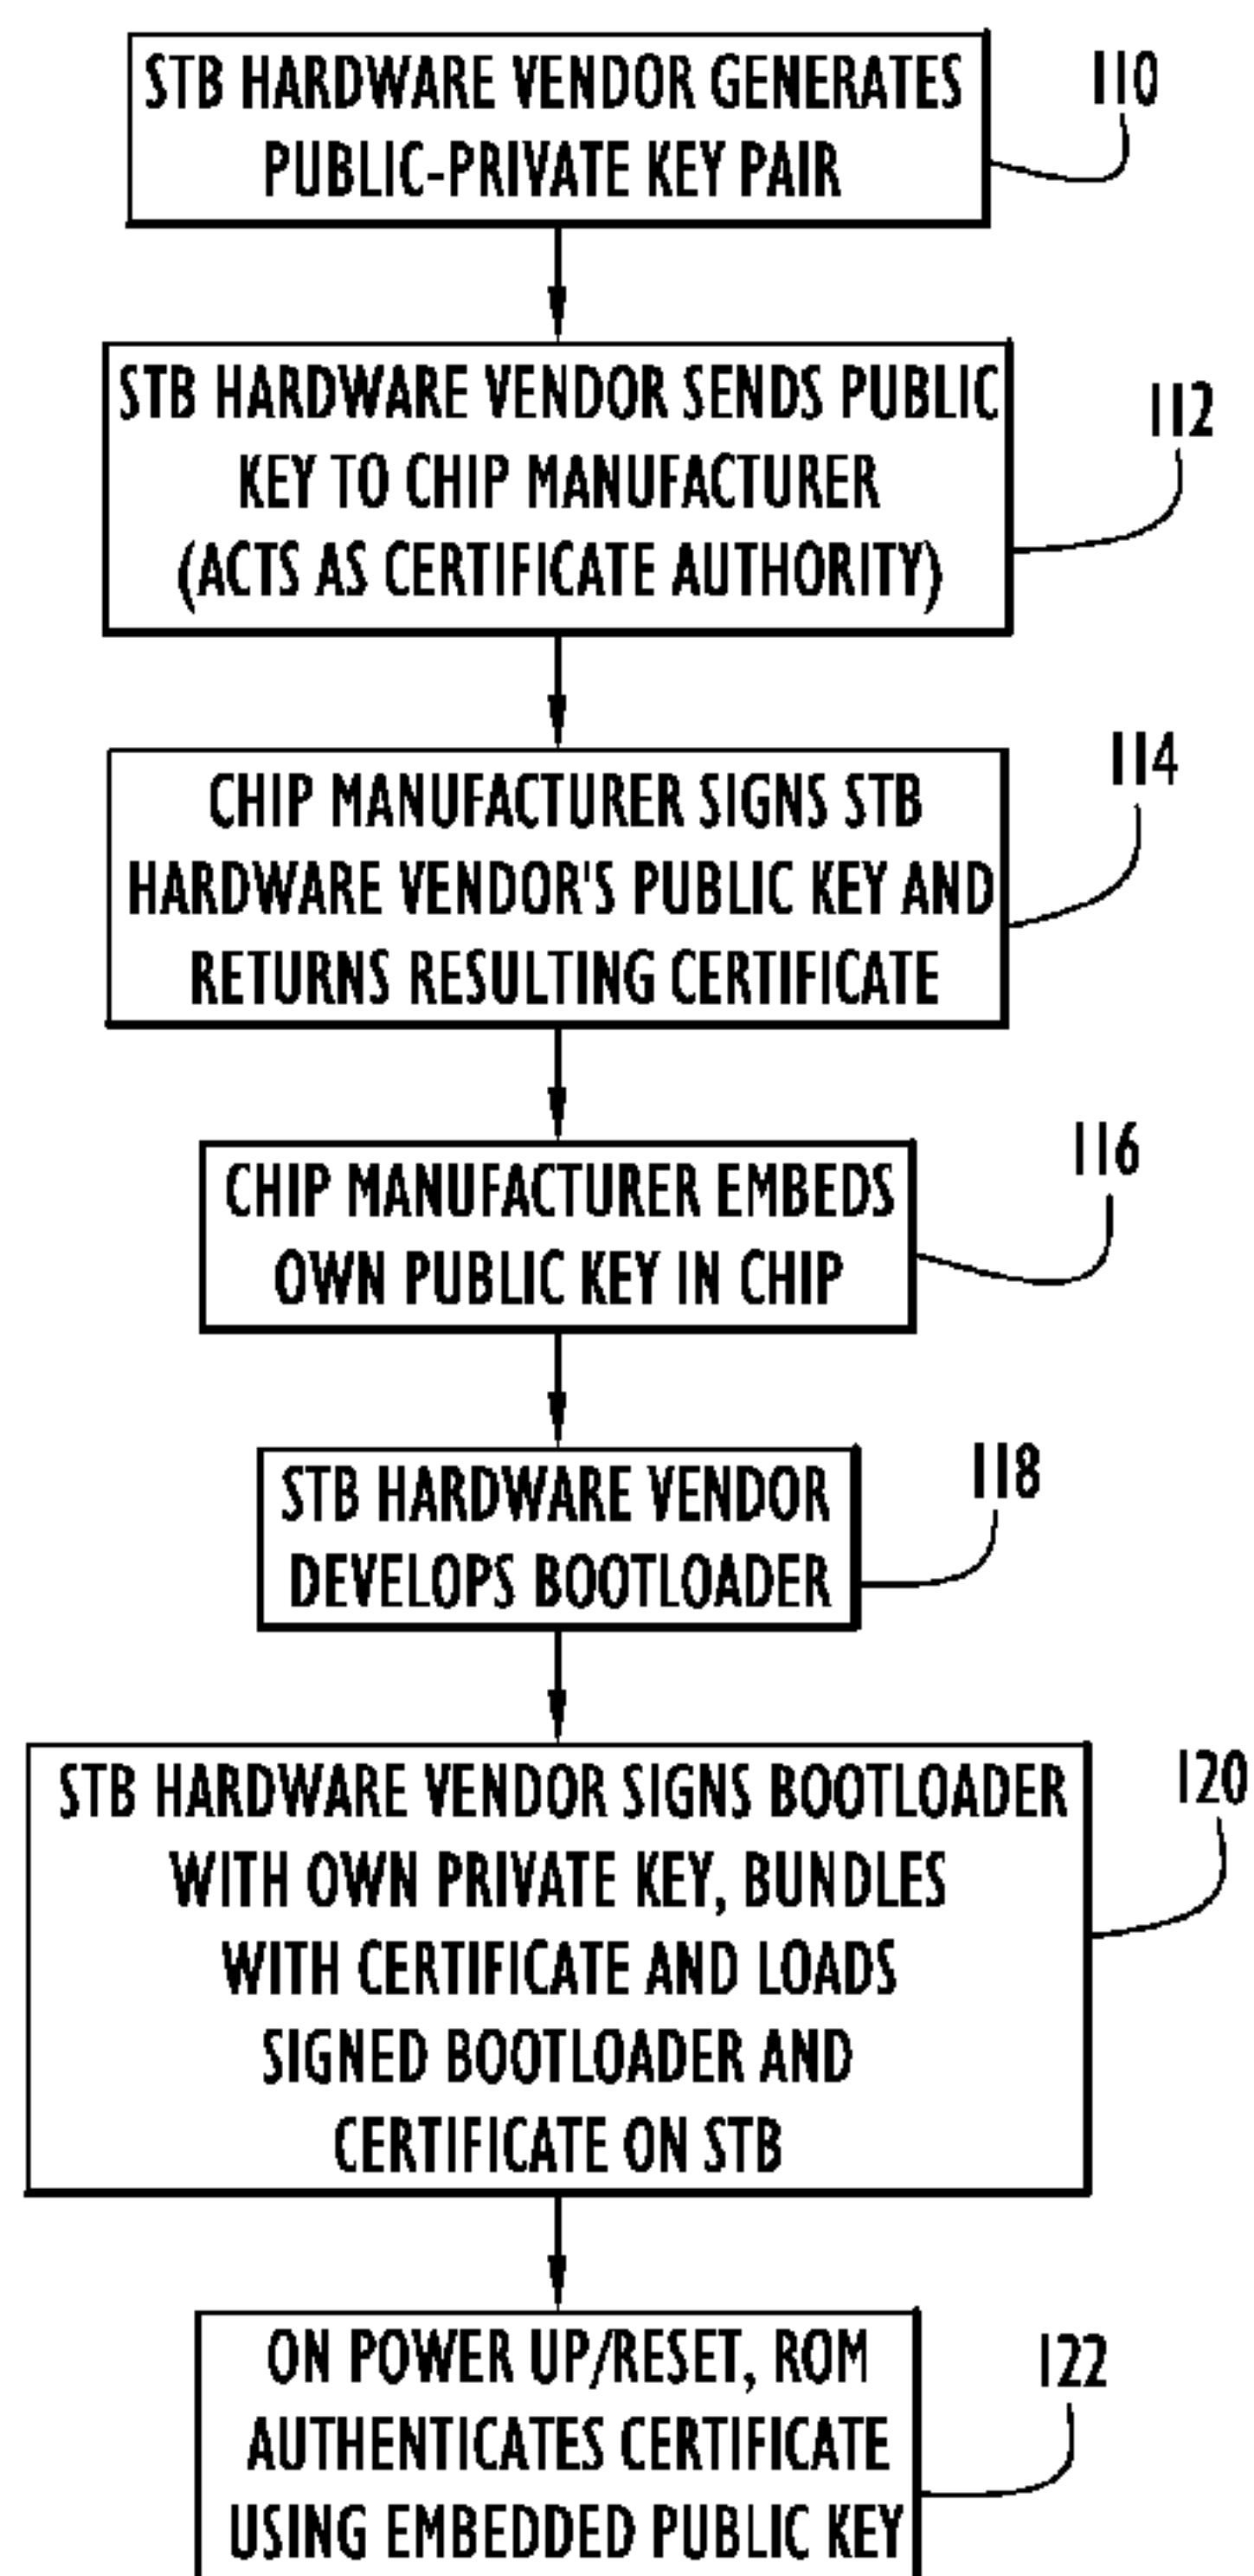 STB HARDWARE VENDOR GENERATES
PUBLIC-PRIVATE KEY PAIR
110
STB HARDWARE VENDOR SENDS PUBLIC
KEY TO CHIP MANUFACTURER
(ACTS AS CERTIFICATE AUTHORITY)
112
CHIP MANUFACTURER SIGNS STB
HARDWARE VENDOR'S PUBLIC KEY AND
RETURNS RESULTING CERTIFICATE
114
CHIP MANUFACTURER EMBEDS
OWN PUBLIC KEY IN CHIP
116
STB HARDWARE VENDOR
DEVELOPS BOOTLOADER
118
STB HARDWARE VENDOR SIGNS BOOTLOADER
WITH OWN PRIVATE KEY, BUNDLES
WITH CERTIFICATE AND LOADS
SIGNED BOOTLOADER AND
CERTIFICATE ON STB
120
ON POWER UP/RESET, ROM
AUTHENTICATES CERTIFICATE
USING EMBEDDED PUBLIC KEY
122